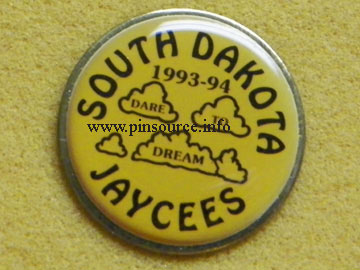 SOUTH DAKOTA
1993-94
DARE
TO
www.pinsource.info
DREAM
JAYCEES